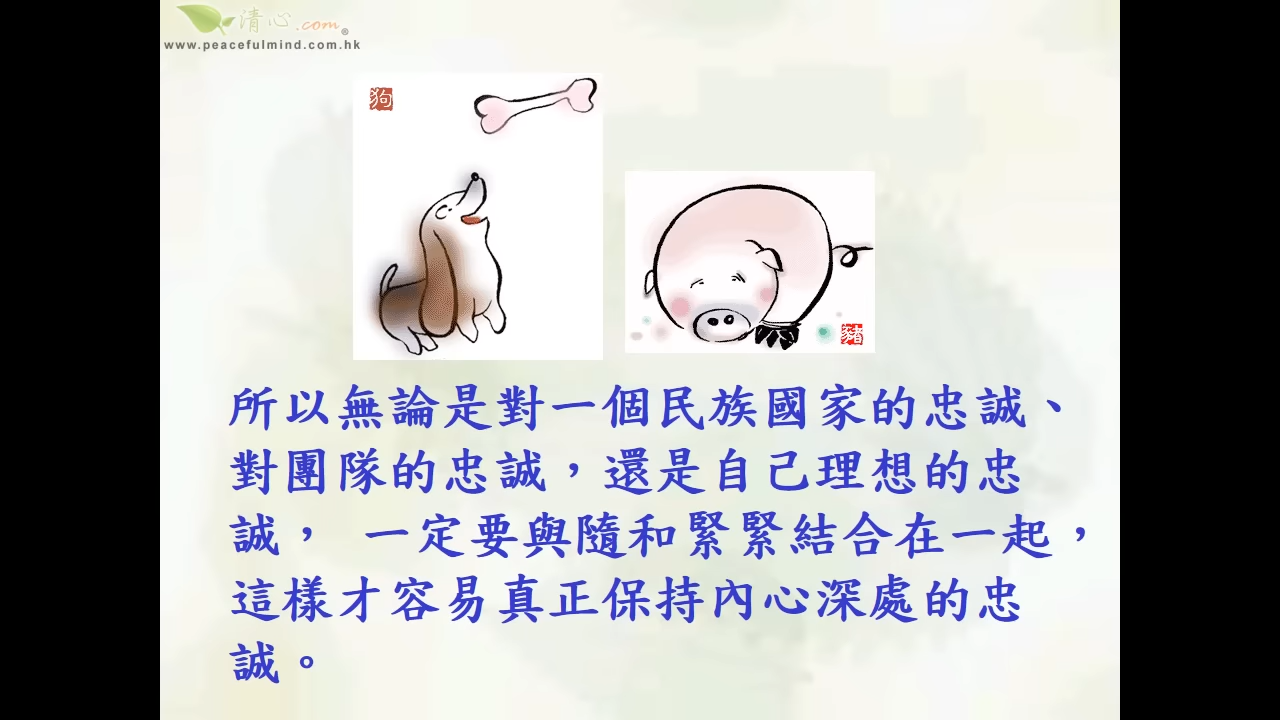 清心.com®
www.peacefulmind.com.hk
狗
豬
所以無論是對一個民族國家的忠誠、
對團隊的忠誠，還是自己理想的忠
誠， 一定要與隨和緊緊結合在一起，
這樣才容易真正保持內心深處的忠
誠。